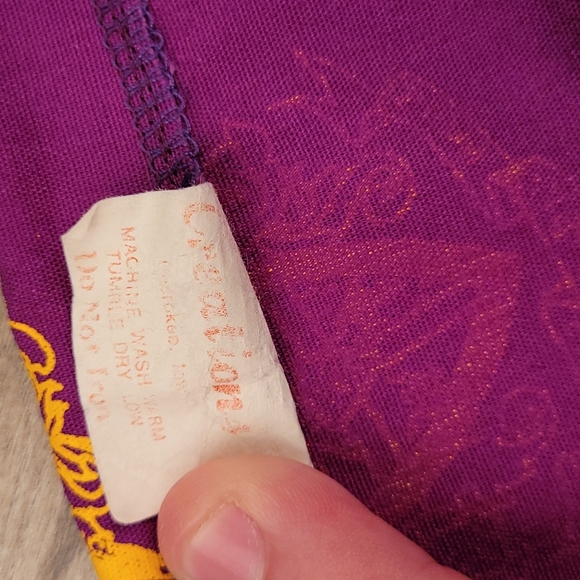 Creations
MACHINE WASH WARM
TUMBLE DRY LOW
Do Not Iron